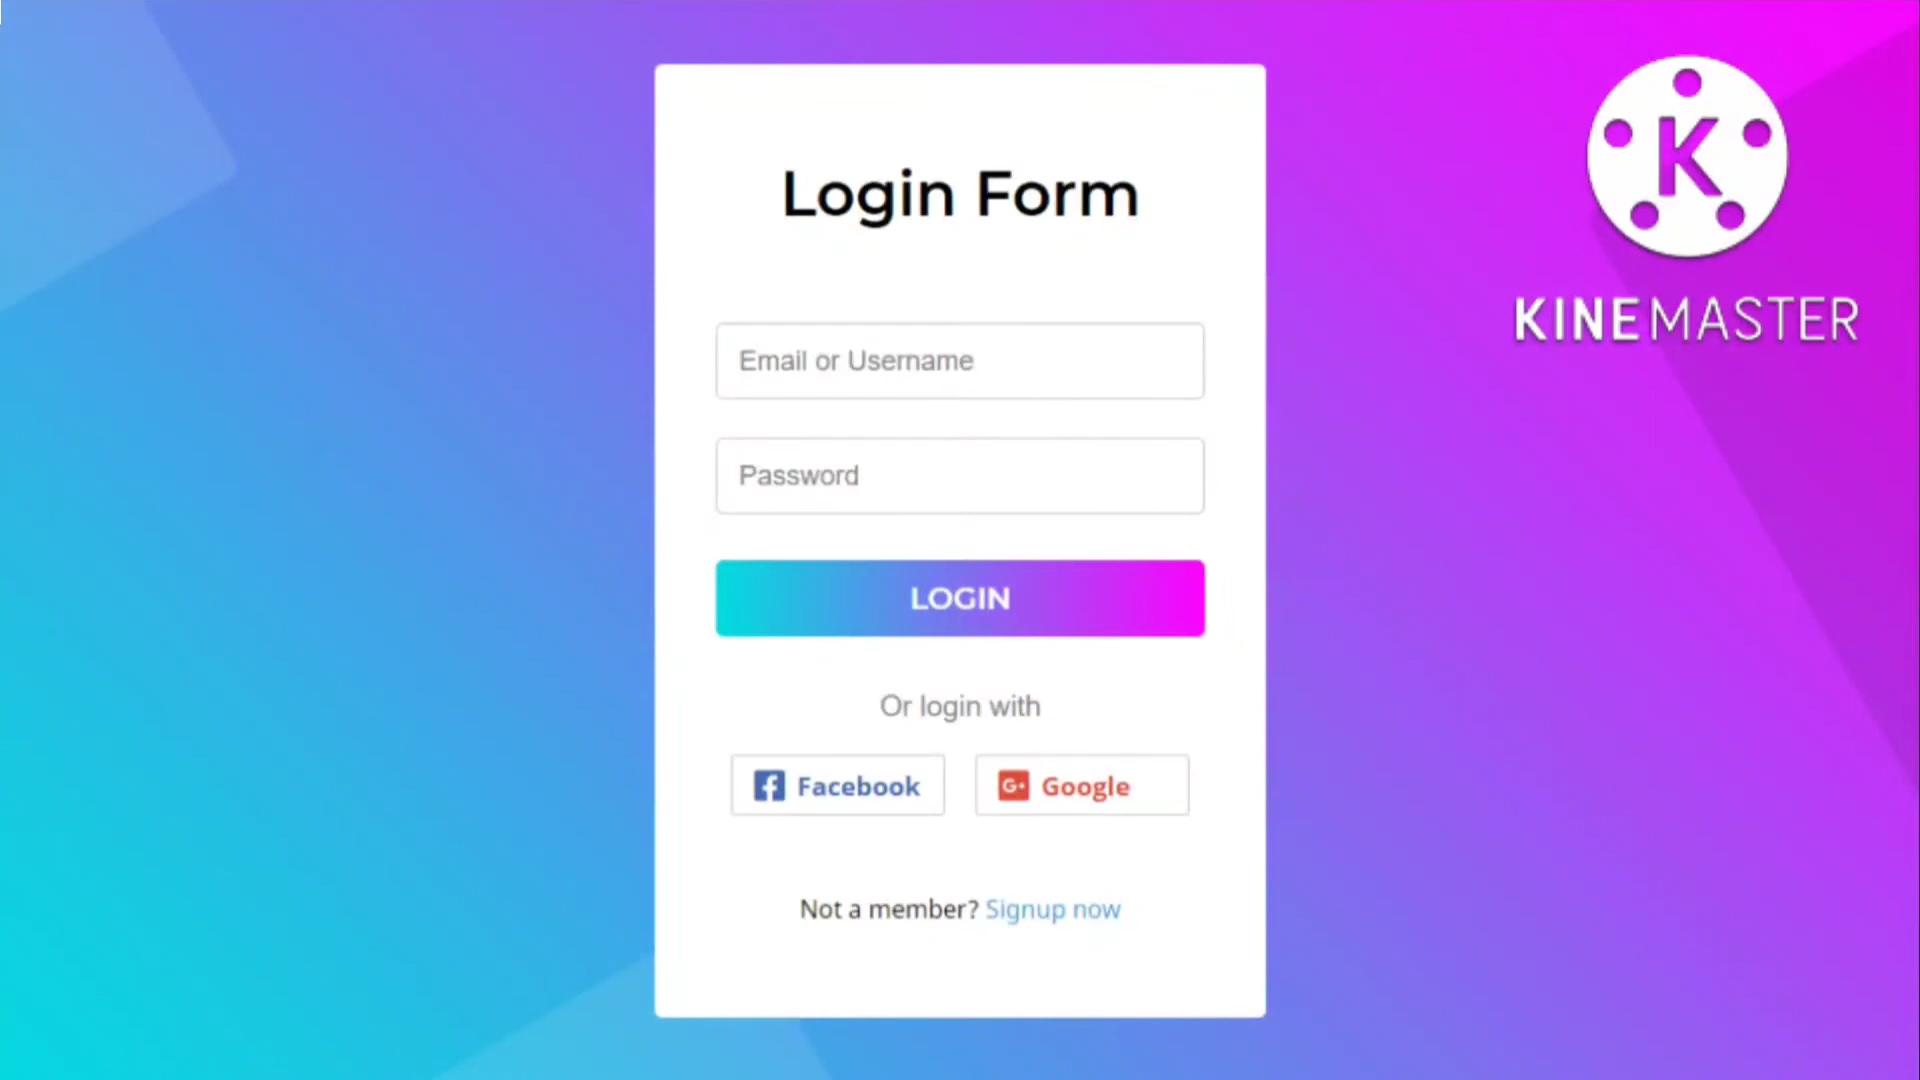 Login Form
Email or Username
Password
LOGIN
Or login with
Facebook
G+ Google
Not a member? Signup now
K
KINEMASTER